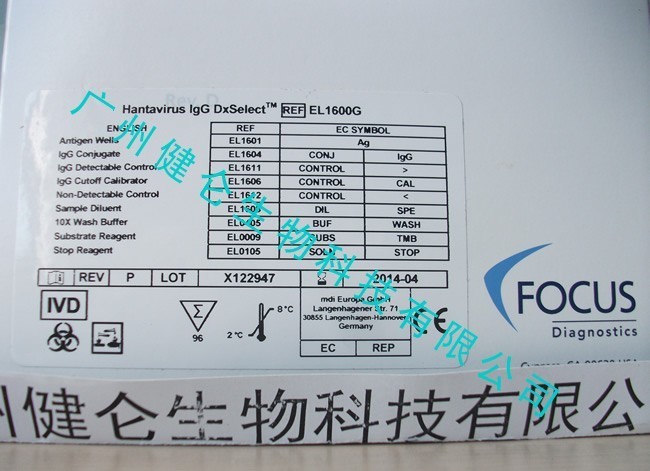 Hantavirus IgG DxSelect™ REF EL1600G
ENGLISH REF EC SYMBOL
Antigen Wells EL1601 Ag
IgG Conjugate EL1604 CONJ IgG
IgG Detectable Control EL1611 CONTROL >
IgG Cutoff Calibrator EL1606 CONTROL CAL
Non-Detectable Control CONTROL <
Sample Diluent DIL SPE
10X Wash Buffer BUF WASH
Substrate Reagent EL0009 SUBS TMB
Stop Reagent EL0105 SOLN STOP
REV P LOT X122947 2014-04
IVD
Σ
96
2°C
8°C
mdi Europa GmbH
Langenhagener Str. 71
30855 Langenhagen-Hannover
Germany
EC REP
CE
FOCUS
Diagnostics
广州健仑生物科技有限公司
州健仑生物科技有限公